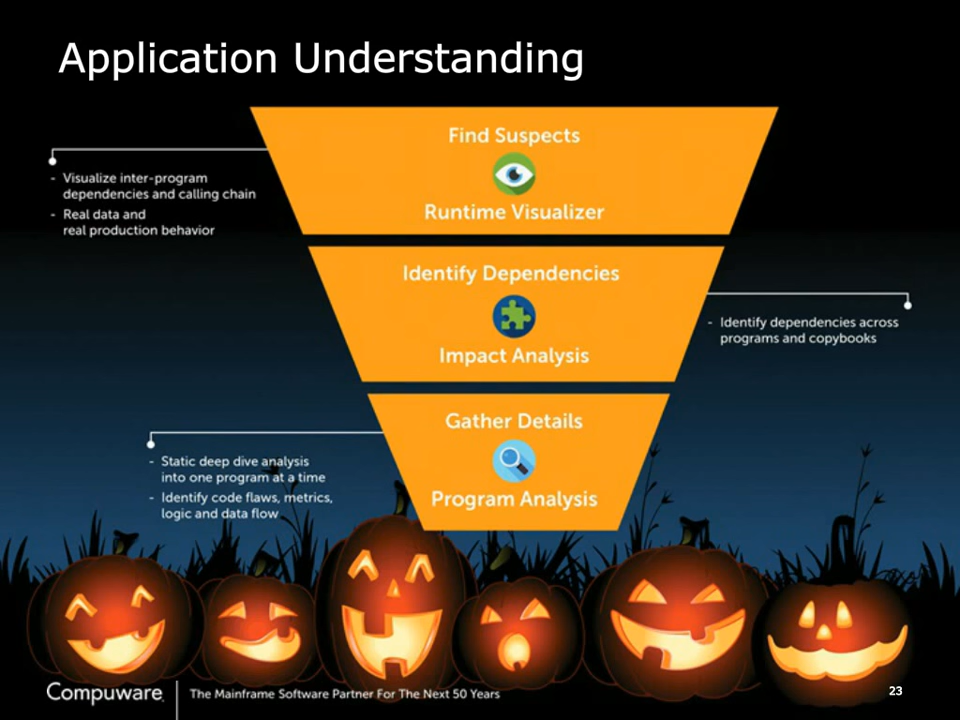 Application Understanding
Find Suspects
Runtime Visualizer
- Visualize inter-program
dependencies and calling chain
- Real data and
real production behavior
Identify Dependencies
Impact Analysis
- Identify dependencies across
programs and copybooks
Gather Details
Program Analysis
- Static deep dive analysis
into one program at a time
- Identify code flaws, metrics,
logic and data flow
Compuware
The Mainframe Software Partner For The Next 50 Years
23